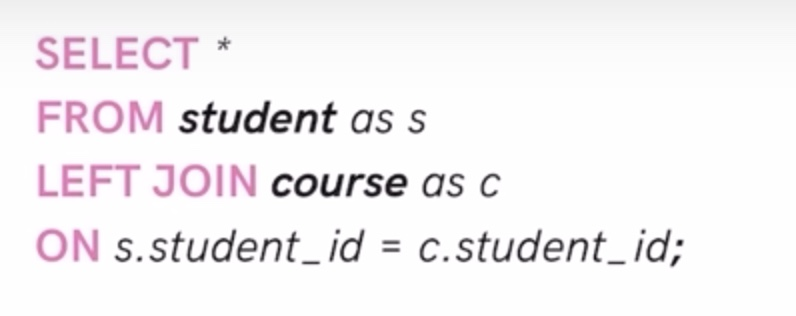 SELECT *
FROM student as s
LEFT JOIN course as c
ON s.student_id = c.student_id;